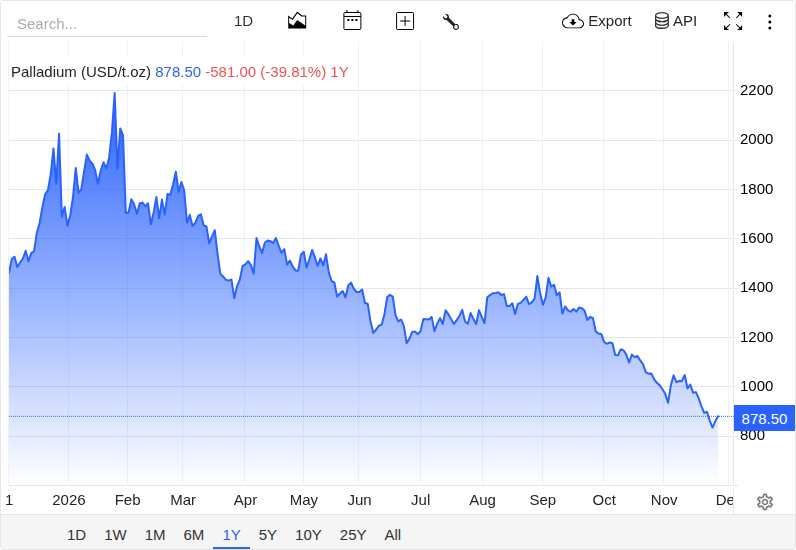 Search...
1D
Export
API
Palladium (USD/t.oz) 878.50 -581.00 (-39.81%) 1Y
2200
2000
1800
1600
1400
1200
1000
878.50
800
1 2026 Feb Mar Apr May Jun Jul Aug Sep Oct Nov De
1D 1W 1M 6M 1Y 5Y 10Y 25Y All